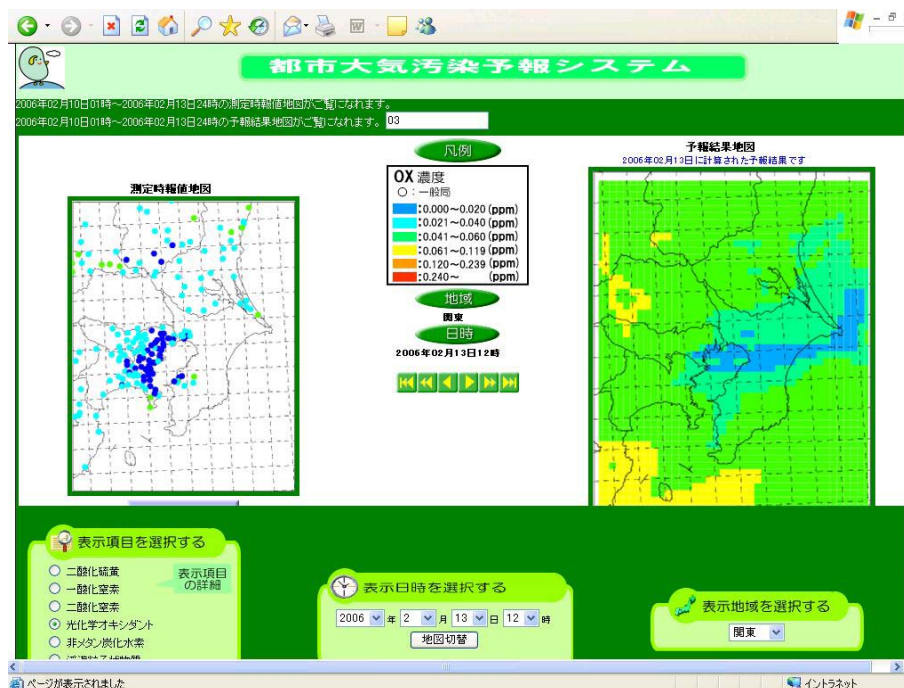 都市大気汚染予報システム
2006年02月10日01時～2006年02月13日24時の測定時報値地図がご覧になれます。
2006年02月10日01時～2006年02月13日24時の予報結果地図がご覧になれます。 03
測定時報値地図
凡例
OX 濃度
○：一般局
：0.000～0.020 (ppm)
：0.021～0.040 (ppm)
：0.041～0.060 (ppm)
：0.061～0.119 (ppm)
：0.120～0.239 (ppm)
：0.240～ (ppm)
地域
関東
日時
2006年02月13日12時
予報結果地図
2006年02月13日に計算された予報結果です
表示項目を選択する
表示項目の詳細
二酸化硫黄
一酸化窒素
二酸化窒素
光化学オキシダント
非メタン炭化水素
表示日時を選択する
2006 年 2 月 13 日 12 時
地図切替
表示地域を選択する
関東
ページが表示されました
イントラネット